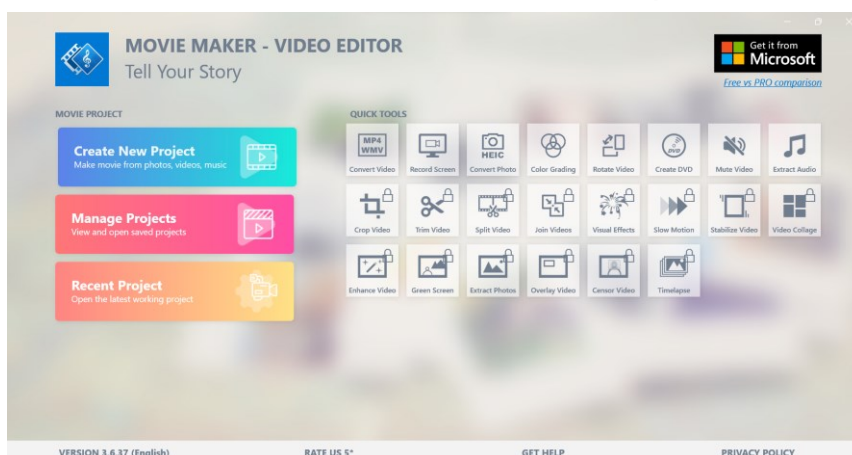 MOVIE MAKER - VIDEO EDITOR
Tell Your Story
Get it from
Microsoft
Free vs PRO comparison
MOVIE PROJECT
Create New Project
Make movie from photos, videos, music
Manage Projects
View and open saved projects
Recent Project
Open the latest working project
QUICK TOOLS
MP4
WMV
Convert Video
Record Screen
HEIC
Convert Photo
Color Grading
Rotate Video
DVD
Create DVD
Mute Video
Extract Audio
Crop Video
Trim Video
Split Video
Join Videos
Visual Effects
Slow Motion
Stabilize Video
Video Collage
Enhance Video
Green Screen
Extract Photos
Overlay Video
Censor Video
Timelapse
VERSION 3.6.37 (English)
RATE US 5*
GET HELP
PRIVACY POLICY